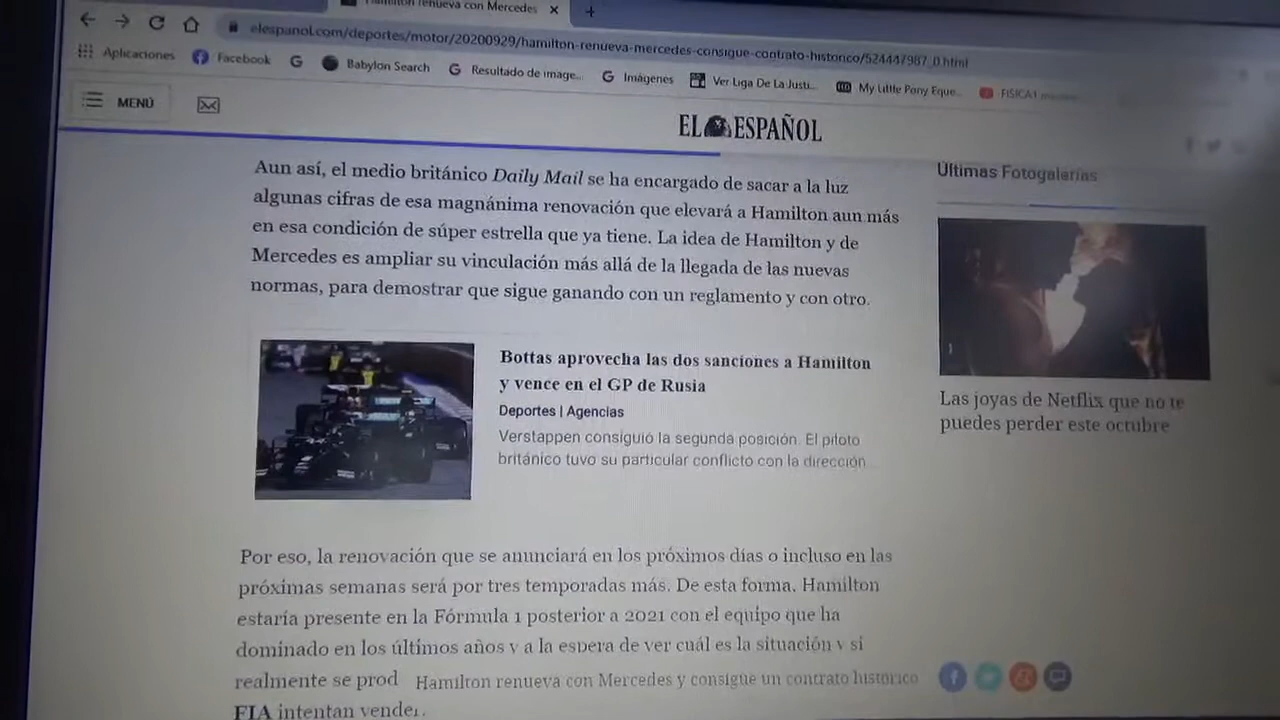 Hamilton renueva con Mercedes
elespanol.com/deportes/motor/20200929/hamilton-renueva-mercedes-consigue-contrato-historico/524447987_0.html
Aplicaciones Facebook Babylon Search Resultado de image... Imágenes Ver Liga De La Justi... My Little Pony Eque... FISICA1
MENÚ
EL ESPAÑOL
Aun así, el medio británico Daily Mail se ha encargado de sacar a la luz
algunas cifras de esa magnánima renovación que elevará a Hamilton aun más
en esa condición de súper estrella que ya tiene. La idea de Hamilton y de
Mercedes es ampliar su vinculación más allá de la llegada de las nuevas
normas, para demostrar que sigue ganando con un reglamento y con otro.
Bottas aprovecha las dos sanciones a Hamilton
y vence en el GP de Rusia
Deportes | Agencias
Verstappen consiguió la segunda posición. El piloto
británico tuvo su particular conflicto con la dirección
Por eso, la renovación que se anunciará en los próximos días o incluso en las
próximas semanas será por tres temporadas más. De esta forma, Hamilton
estaría presente en la Fórmula 1 posterior a 2021 con el equipo que ha
dominado en los últimos años y a la espera de ver cuál es la situación y si
realmente se prod
Hamilton renueva con Mercedes y consigue un contrato histórico
FIA intentan vender.
Últimas Fotogalerías
Las joyas de Netflix que no te
puedes perder este octubre